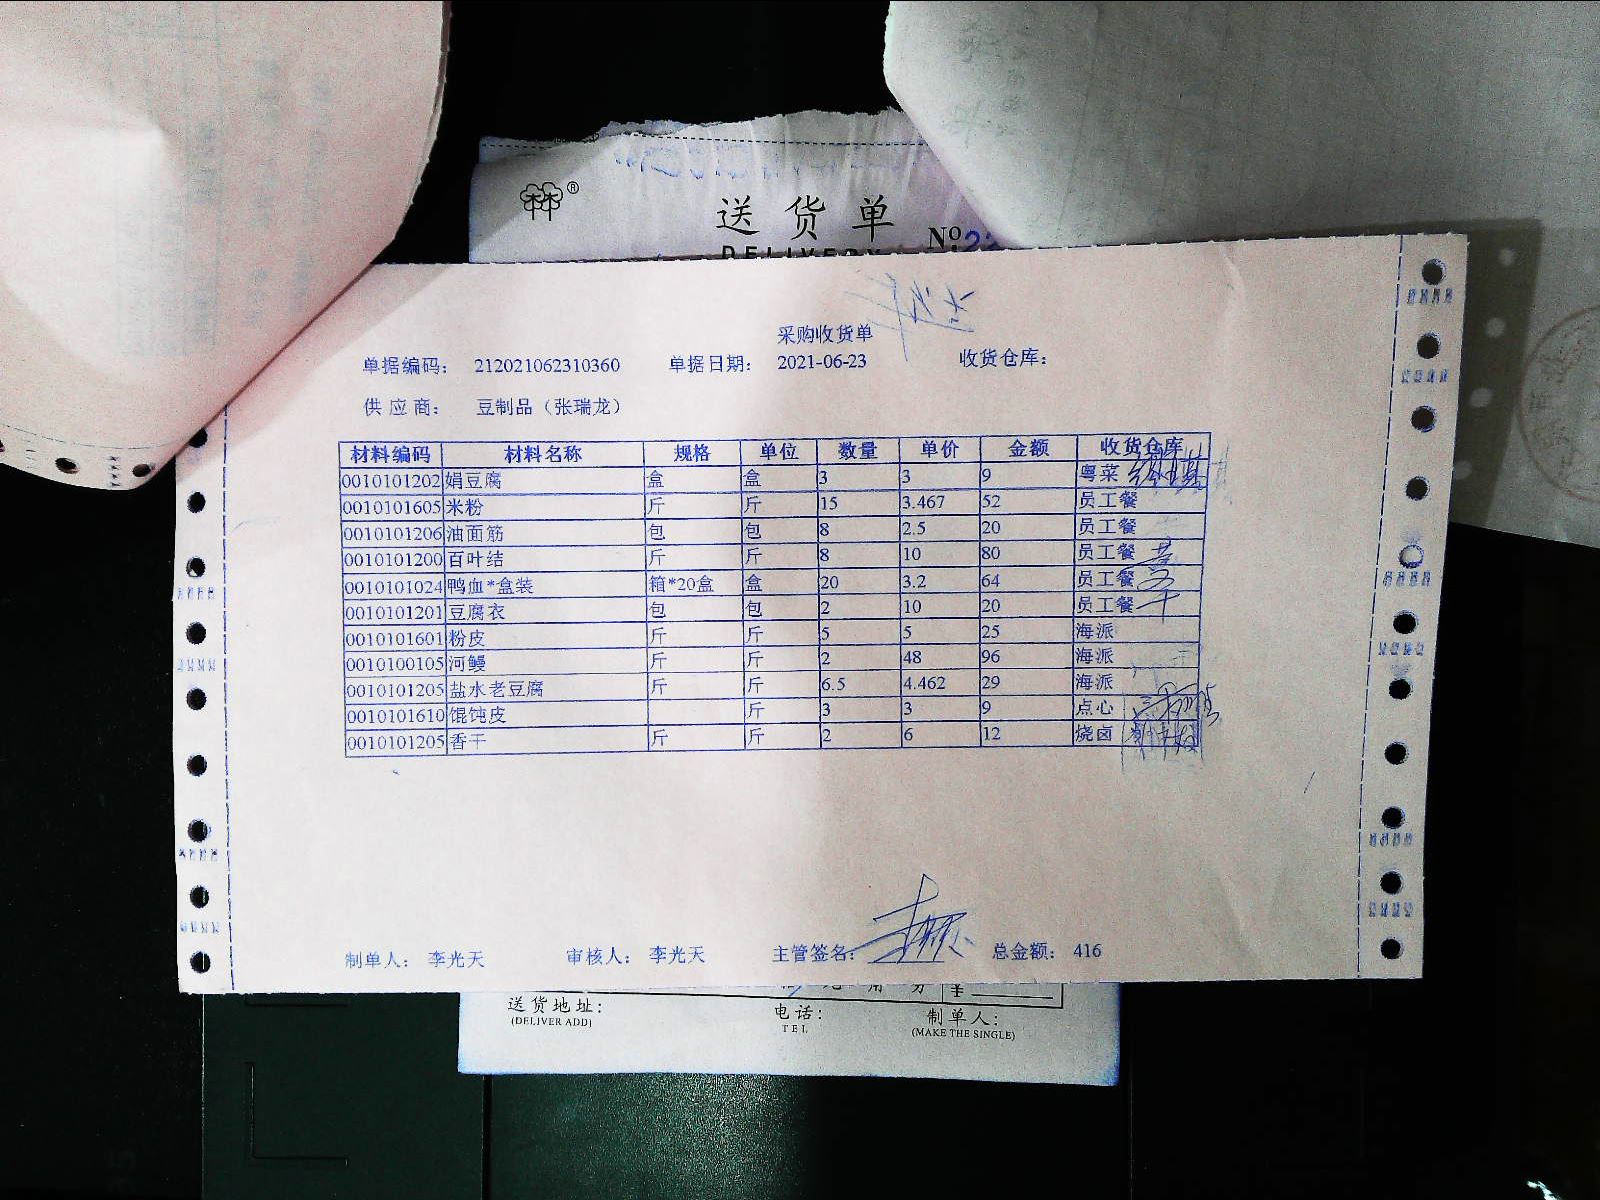 送货单
DELIVERY
No
采购收货单
单据编码: 212021062310360 单据日期: 2021-06-23 收货仓库:
供应商: 豆制品（张瑞龙）
材料编码 材料名称 规格 单位 数量 单价 金额 收货仓库
0010101202 娟豆腐 盒 盒 3 3 9 粤菜
0010101605 米粉 斤 斤 15 3.467 52 员工餐
0010101206 油面筋 包 包 8 2.5 20 员工餐
0010101200 百叶结 斤 斤 8 10 80 员工餐
0010101024 鸭血*盒装 箱*20盒 盒 20 3.2 64 员工餐
0010101201 豆腐衣 包 包 2 10 20 员工餐
0010101601 粉皮 斤 斤 5 5 25 海派
0010100105 河鳗 斤 斤 2 48 96 海派
0010101205 盐水老豆腐 斤 斤 6.5 4.462 29 海派
0010101610 馄饨皮 斤 3 3 9 点心
0010101205 香干 斤 斤 2 6 12 烧卤
制单人: 李光天 审核人: 李光天 主管签名: 总金额: 416
送货地址: 电话: 制单人:
(DELIVER ADD) TEL (MAKE THE SINGLE)